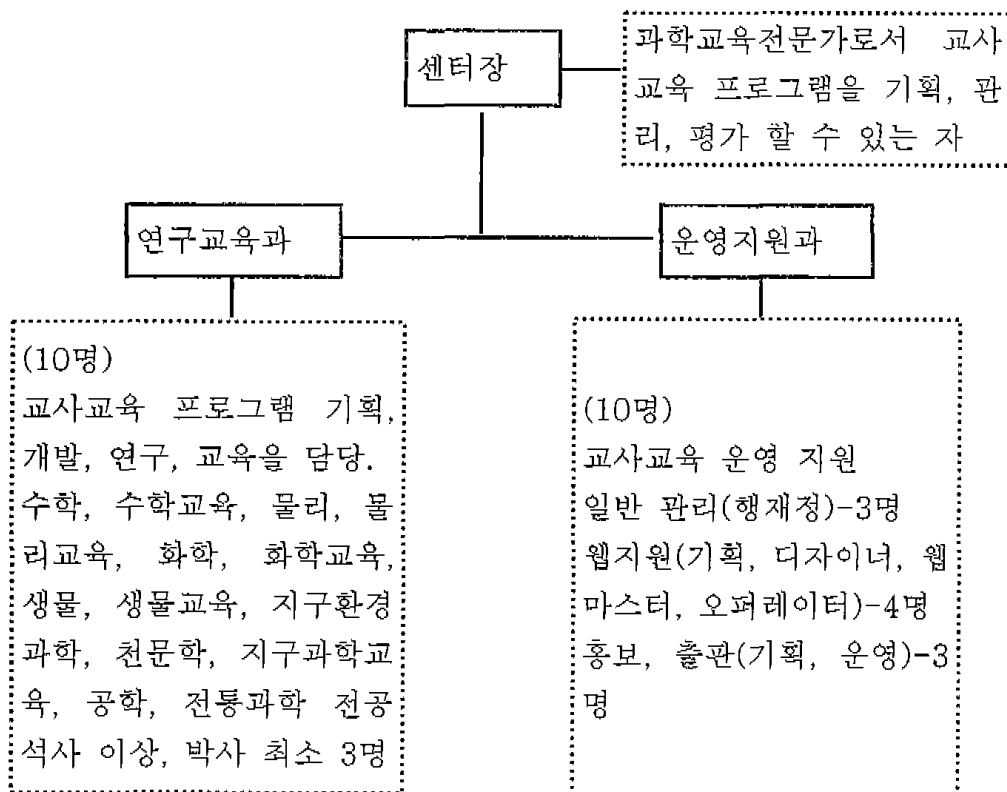 센터장
과학교육전문가로서 교사
교육 프로그램을 기획, 관
리, 평가 할 수 있는 자
연구교육과
운영지원과
(10명)
교사교육 프로그램 기획,
개발, 연구, 교육을 담당.
수학, 수학교육, 물리, 물
리교육, 화학, 화학교육,
생물, 생물교육, 지구환경
과학, 천문학, 지구과학교
육, 공학, 전통과학 전공
석사 이상, 박사 최소 3명
(10명)
교사교육 운영 지원
일반 관리(행재정)-3명
웹지원(기획, 디자이너, 웹
마스터, 오퍼레이터)-4명
홍보, 출판(기획, 운영)-3
명